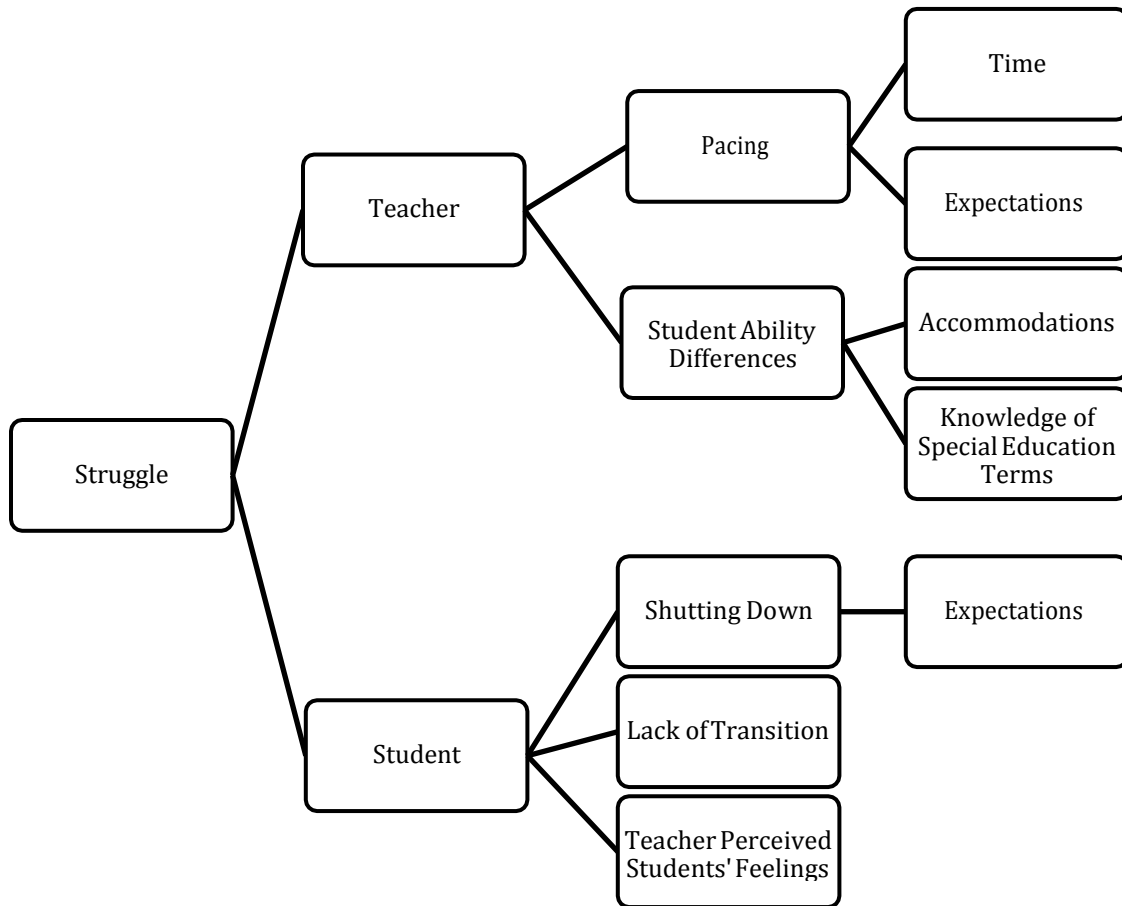 Time
Pacing
Expectations
Teacher
Accommodations
Student Ability
Differences
Knowledge of
Special Education
Terms
Struggle
Shutting Down
Expectations
Lack of Transition
Student
Teacher Perceived
Students' Feelings